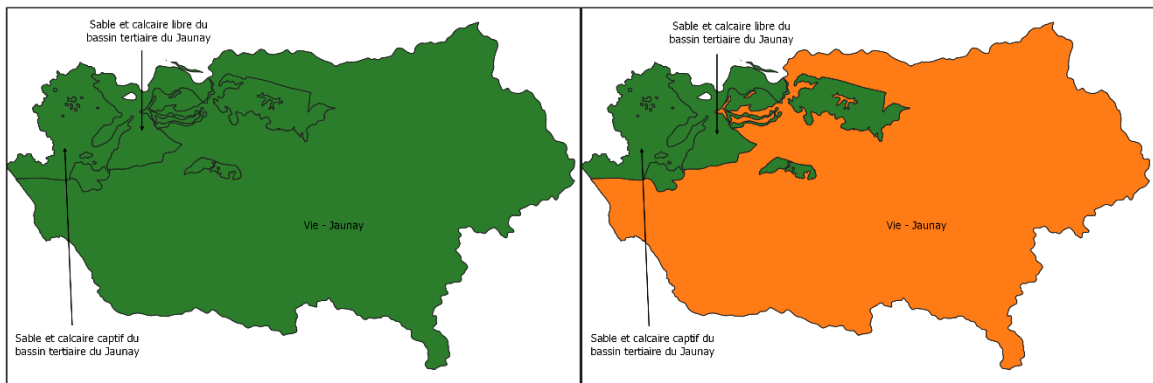 Sable et calcaire libre du
bassin tertiaire du Jaunay
Vie - Jaunay
Sable et calcaire captif du
bassin tertiaire du Jaunay
Sable et calcaire libre du
bassin tertiaire du Jaunay
Vie - Jaunay
Sable et calcaire captif du
bassin tertiaire du Jaunay